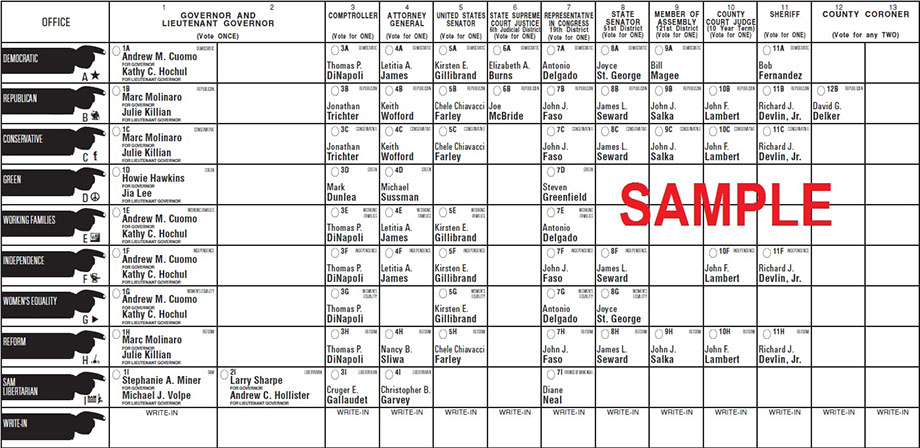 OFFICE
1
2
GOVERNOR AND
LIEUTENANT GOVERNOR
(Vote ONCE)
3
COMPTROLLER
(Vote for ONE)
4
ATTORNEY
GENERAL
(Vote for ONE)
5
UNITED STATES
SENATOR
(Vote for ONE)
6
STATE SUPREME
COURT JUSTICE
6th Judicial District
(Vote for ONE)
7
REPRESENTATIVE
IN CONGRESS
19th District
(Vote for ONE)
8
STATE
SENATOR
51st District
(Vote for ONE)
9
MEMBER OF
ASSEMBLY
121st District
(Vote for ONE)
10
COUNTY
COURT JUDGE
(10 Year Term)
(Vote for ONE)
11
SHERIFF
(Vote for ONE)
12
13
COUNTY CORONER
(Vote for any TWO)
DEMOCRATIC
A
1A DEMOCRATIC
Andrew M. Cuomo
FOR GOVERNOR
Kathy C. Hochul
FOR LIEUTENANT GOVERNOR
3A DEMOCRATIC
Thomas P.
DiNapoli
4A DEMOCRATIC
Letitia A.
James
5A DEMOCRATIC
Kirsten E.
Gillibrand
6A DEMOCRATIC
Elizabeth A.
Burns
7A DEMOCRATIC
Antonio
Delgado
8A DEMOCRATIC
Joyce
St. George
9A DEMOCRATIC
Bill
Magee
11A DEMOCRATIC
Bob
Fernandez
REPUBLICAN
B
1B REPUBLICAN
Marc Molinaro
FOR GOVERNOR
Julie Killian
FOR LIEUTENANT GOVERNOR
3B REPUBLICAN
Jonathan
Trichter
4B REPUBLICAN
Keith
Wofford
5B REPUBLICAN
Chele Chiavacci
Farley
6B REPUBLICAN
Joe
McBride
7B REPUBLICAN
John J.
Faso
8B REPUBLICAN
James L.
Seward
9B REPUBLICAN
John J.
Salka
10B REPUBLICAN
John F.
Lambert
11B REPUBLICAN
Richard J.
Devlin, Jr.
12B REPUBLICAN
David G.
Delker
CONSERVATIVE
C
1C CONSERVATIVE
Marc Molinaro
FOR GOVERNOR
Julie Killian
FOR LIEUTENANT GOVERNOR
3C CONSERVATIVE
Jonathan
Trichter
4C CONSERVATIVE
Keith
Wofford
5C CONSERVATIVE
Chele Chiavacci
Farley
7C CONSERVATIVE
John J.
Faso
8C CONSERVATIVE
James L.
Seward
9C CONSERVATIVE
John J.
Salka
10C CONSERVATIVE
John F.
Lambert
11C CONSERVATIVE
Richard J.
Devlin, Jr.
GREEN
D
1D GREEN
Howie Hawkins
FOR GOVERNOR
Jia Lee
FOR LIEUTENANT GOVERNOR
3D GREEN
Mark
Dunlea
4D GREEN
Michael
Sussman
7D GREEN
Steven
Greenfield
SAMPLE
WORKING FAMILIES
E
1E WORKING FAMILIES
Andrew M. Cuomo
FOR GOVERNOR
Kathy C. Hochul
FOR LIEUTENANT GOVERNOR
3E WORKING FAMILIES
Thomas P.
DiNapoli
4E WORKING FAMILIES
Letitia A.
James
5E WORKING FAMILIES
Kirsten E.
Gillibrand
7E WORKING FAMILIES
Antonio
Delgado
INDEPENDENCE
F
1F INDEPENDENCE
Andrew M. Cuomo
FOR GOVERNOR
Kathy C. Hochul
FOR LIEUTENANT GOVERNOR
3F INDEPENDENCE
Thomas P.
DiNapoli
4F INDEPENDENCE
Letitia A.
James
5F INDEPENDENCE
Kirsten E.
Gillibrand
7F INDEPENDENCE
John J.
Faso
8F INDEPENDENCE
James L.
Seward
10F INDEPENDENCE
John F.
Lambert
11F INDEPENDENCE
Richard J.
Devlin, Jr.
WOMEN'S EQUALITY
G
1G WOMEN'S EQUALITY
Andrew M. Cuomo
FOR GOVERNOR
Kathy C. Hochul
FOR LIEUTENANT GOVERNOR
3G WOMEN'S EQUALITY
Thomas P.
DiNapoli
5G WOMEN'S EQUALITY
Kirsten E.
Gillibrand
7G WOMEN'S EQUALITY
Antonio
Delgado
8G WOMEN'S EQUALITY
Joyce
St. George
REFORM
H
1H REFORM
Marc Molinaro
FOR GOVERNOR
Julie Killian
FOR LIEUTENANT GOVERNOR
3H REFORM
Thomas P.
DiNapoli
4H REFORM
Nancy B.
Sliwa
5H REFORM
Chele Chiavacci
Farley
7H REFORM
John J.
Faso
8H REFORM
James L.
Seward
9H REFORM
John J.
Salka
10H REFORM
John F.
Lambert
11H REFORM
Richard J.
Devlin, Jr.
SAM
LIBERTARIAN
I
1I SAM
Stephanie A. Miner
FOR GOVERNOR
Michael J. Volpe
FOR LIEUTENANT GOVERNOR
2I LIBERTARIAN
Larry Sharpe
FOR GOVERNOR
Andrew C. Hollister
FOR LIEUTENANT GOVERNOR
3I LIBERTARIAN
Cruger E.
Gallaudet
4I LIBERTARIAN
Christopher B.
Garvey
7I
Diane
Neal
WRITE-IN
WRITE-IN
WRITE-IN
WRITE-IN
WRITE-IN
WRITE-IN
WRITE-IN
WRITE-IN
WRITE-IN
WRITE-IN
WRITE-IN
WRITE-IN
WRITE-IN